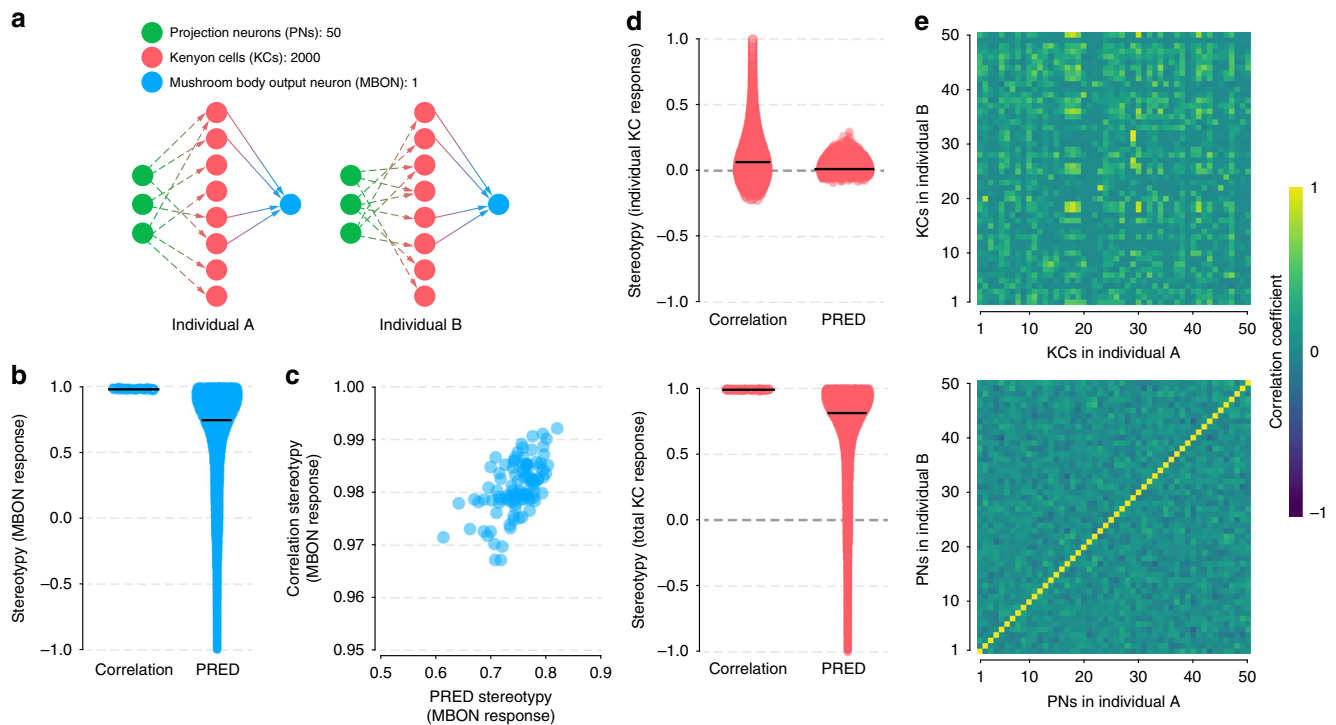 a
Projection neurons (PNs): 50
Kenyon cells (KCs): 2000
Mushroom body output neuron (MBON): 1
Individual A
Individual B
b
Stereotypy (MBON response)
1.0
0.5
0.0
−0.5
−1.0
Correlation
PRED
c
Correlation stereotypy
(MBON response)
1.00
0.99
0.98
0.97
0.96
0.95
0.5
0.6
0.7
0.8
0.9
PRED stereotypy
(MBON response)
d
Stereotypy (individual KC response)
1.0
0.5
0.0
−0.5
−1.0
Correlation
PRED
Stereotypy (total KC response)
1.0
0.5
0.0
−0.5
−1.0
Correlation
PRED
e
KCs in individual B
50
40
30
20
10
1
1
10
20
30
40
50
KCs in individual A
PNs in individual B
50
40
30
20
10
1
1
10
20
30
40
50
PNs in individual A
Correlation coefficient
1
0
−1